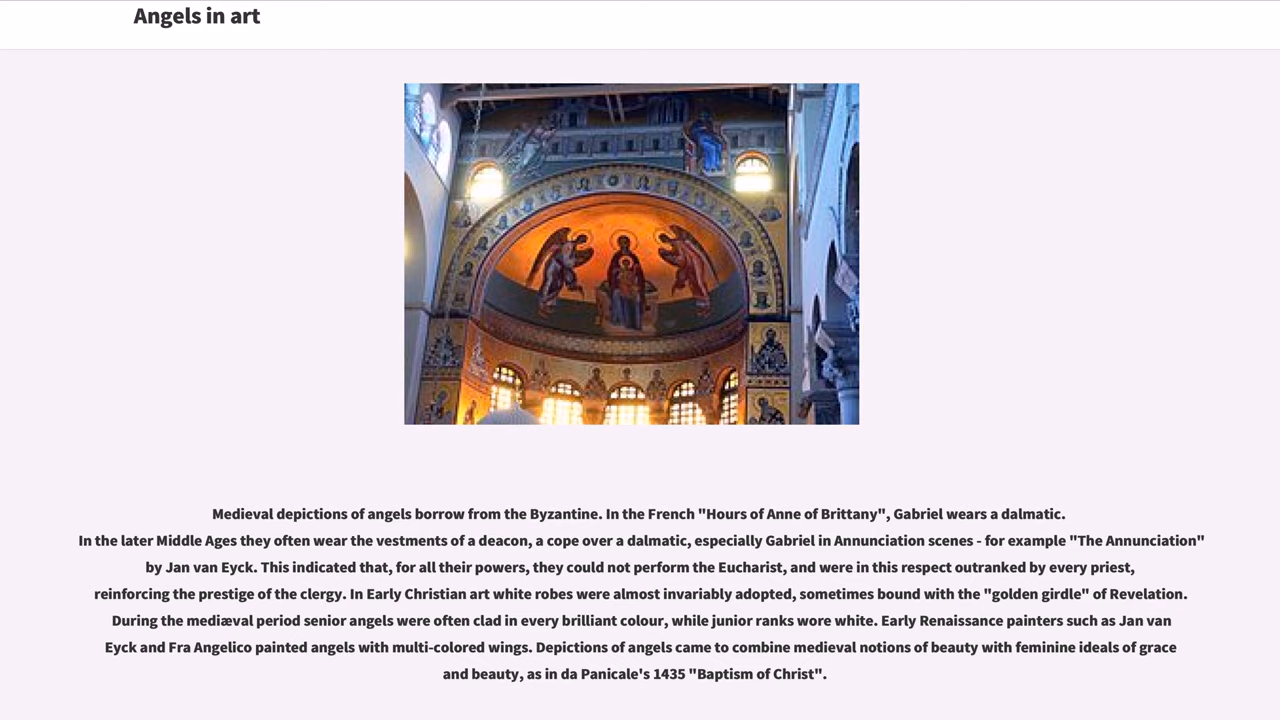 Angels in art
Medieval depictions of angels borrow from the Byzantine. In the French "Hours of Anne of Brittany", Gabriel wears a dalmatic.
In the later Middle Ages they often wear the vestments of a deacon, a cope over a dalmatic, especially Gabriel in Annunciation scenes - for example "The Annunciation"
by Jan van Eyck. This indicated that, for all their powers, they could not perform the Eucharist, and were in this respect outranked by every priest,
reinforcing the prestige of the clergy. In Early Christian art white robes were almost invariably adopted, sometimes bound with the "golden girdle" of Revelation.
During the mediæval period senior angels were often clad in every brilliant colour, while junior ranks wore white. Early Renaissance painters such as Jan van
Eyck and Fra Angelico painted angels with multi-colored wings. Depictions of angels came to combine medieval notions of beauty with feminine ideals of grace
and beauty, as in da Panicale's 1435 "Baptism of Christ".